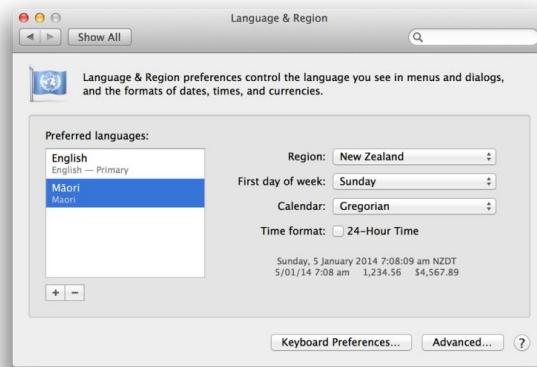 Language & Region
Show All
Language & Region preferences control the language you see in menus and dialogs,
and the formats of dates, times, and currencies.
Preferred languages:
English
English — Primary
Māori
Maori
+ −
Region: New Zealand
First day of week: Sunday
Calendar: Gregorian
Time format: 24-Hour Time
Sunday, 5 January 2014 7:08:09 am NZDT
5/01/14 7:08 am 1,234.56 $4,567.89
Keyboard Preferences... Advanced... ?